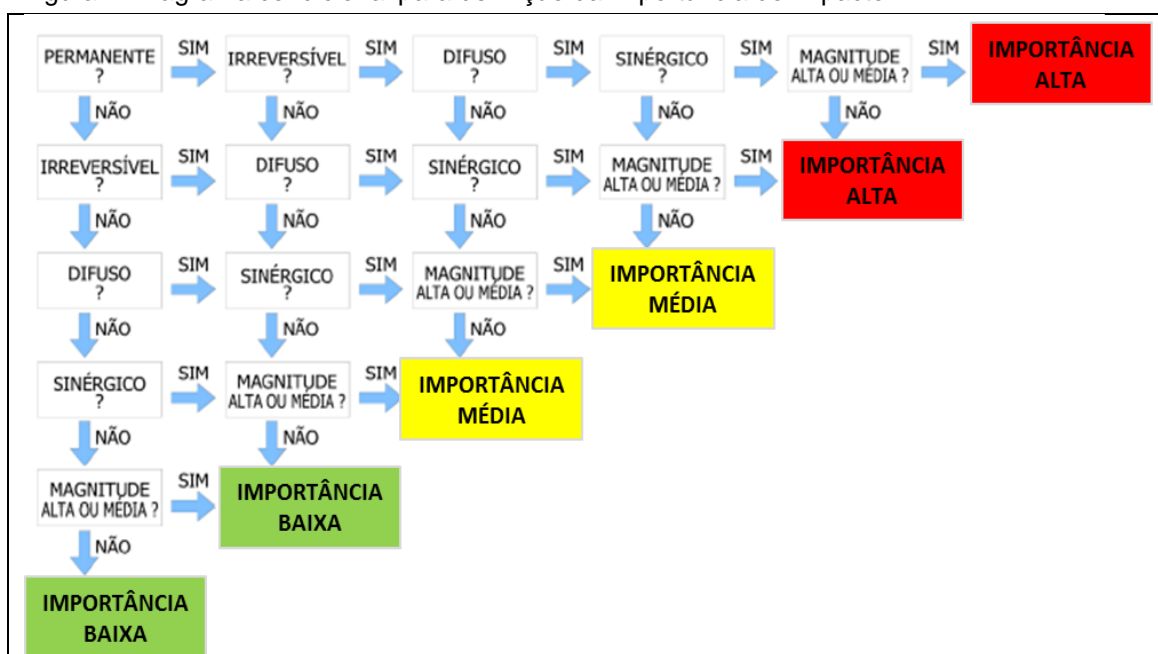 PERMANENTE SIM IRREVERSÍVEL SIM DIFUSO SIM SINÉRGICO SIM MAGNITUDE SIM IMPORTÂNCIA
? ? ? ? ALTA OU MÉDIA ? ALTA
NÃO NÃO NÃO NÃO NÃO
IRREVERSÍVEL SIM DIFUSO SIM SINÉRGICO SIM MAGNITUDE SIM IMPORTÂNCIA
? ? ? ALTA OU MÉDIA ? ALTA
NÃO NÃO NÃO NÃO
DIFUSO SIM SINÉRGICO SIM MAGNITUDE SIM IMPORTÂNCIA
? ? ALTA OU MÉDIA ? MÉDIA
NÃO NÃO NÃO
SINÉRGICO SIM MAGNITUDE SIM IMPORTÂNCIA
? ALTA OU MÉDIA ? MÉDIA
NÃO NÃO
MAGNITUDE SIM IMPORTÂNCIA
ALTA OU MÉDIA ? BAIXA
NÃO
IMPORTÂNCIA
BAIXA